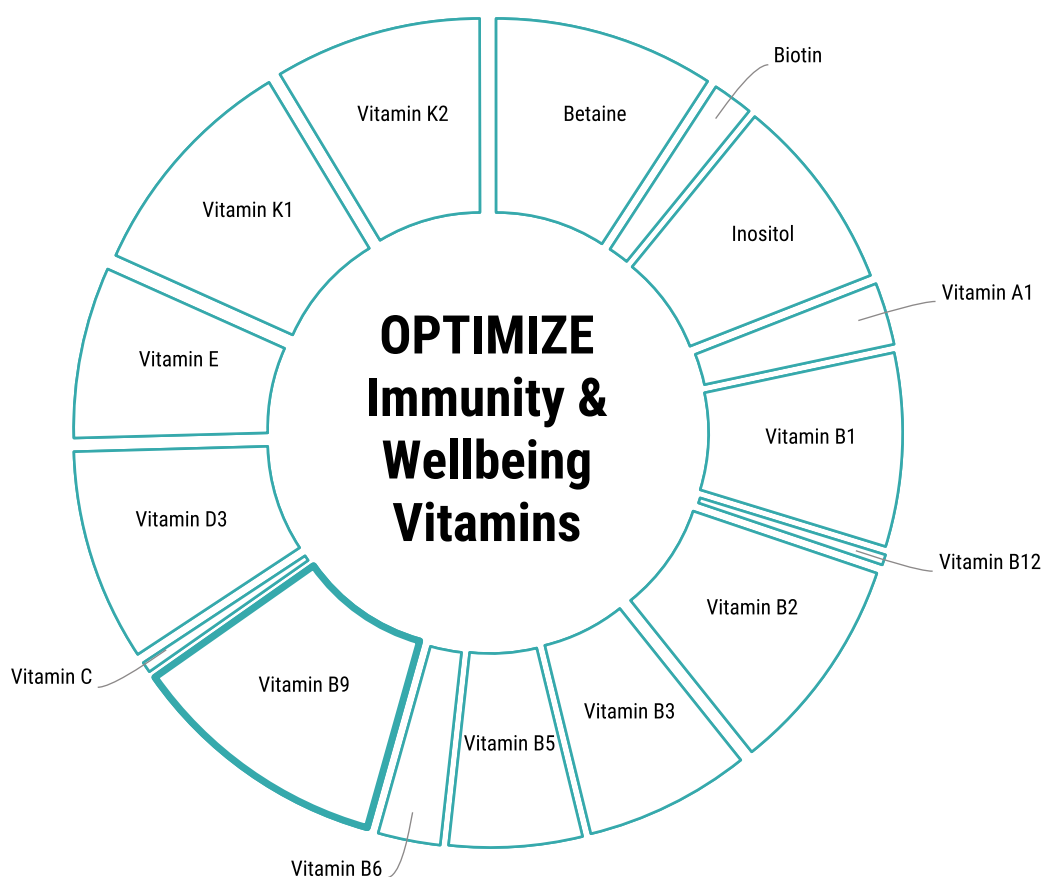 Biotin
Vitamin K2
Betaine
Vitamin K1
Inositol
Vitamin A1
OPTIMIZE
Immunity &
Wellbeing
Vitamins
Vitamin E
Vitamin B1
Vitamin D3
Vitamin B12
Vitamin B2
Vitamin C
Vitamin B9
Vitamin B3
Vitamin B5
Vitamin B6